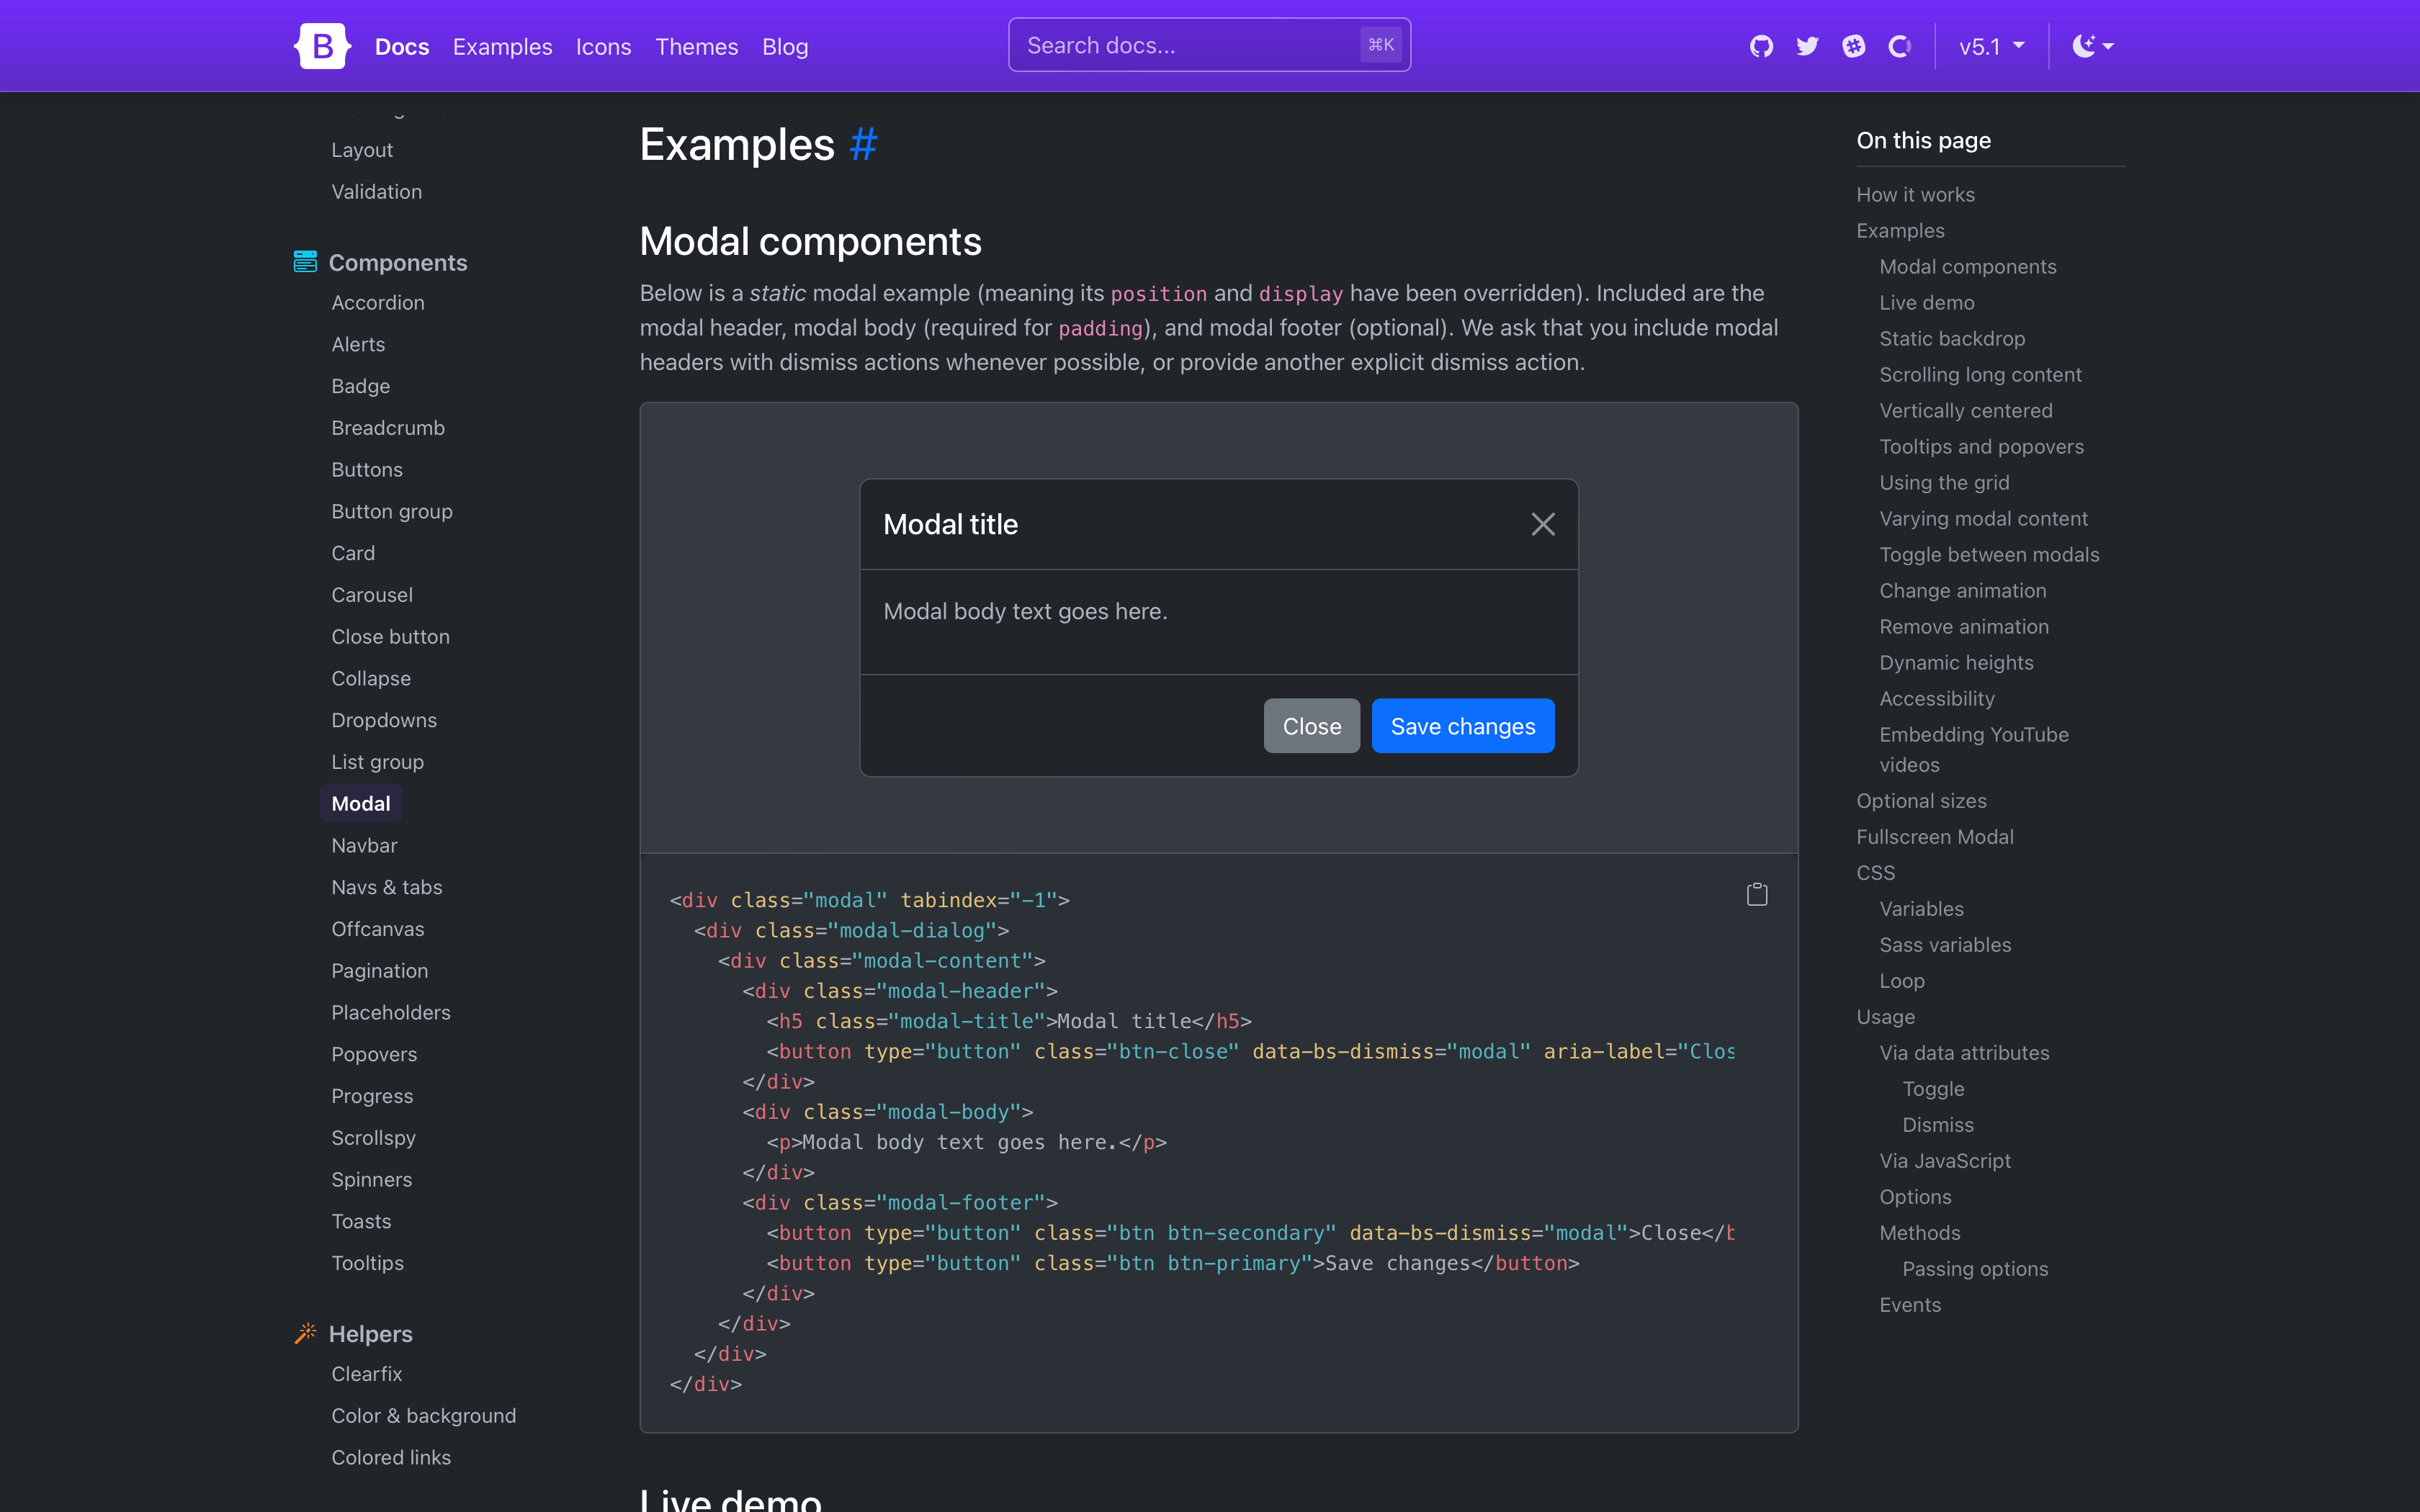 B
Docs
Examples
Icons
Themes
Blog
Search docs...
⌘K
v5.1
Layout
Validation
Components
Accordion
Alerts
Badge
Breadcrumb
Buttons
Button group
Card
Carousel
Close button
Collapse
Dropdowns
List group
Modal
Navbar
Navs & tabs
Offcanvas
Pagination
Placeholders
Popovers
Progress
Scrollspy
Spinners
Toasts
Tooltips
Helpers
Clearfix
Color & background
Colored links
Examples #
Modal components
Below is a static modal example (meaning its position and display have been overridden). Included are the
modal header, modal body (required for padding), and modal footer (optional). We ask that you include modal
headers with dismiss actions whenever possible, or provide another explicit dismiss action.
Modal title
Modal body text goes here.
Close
Save changes
<div class="modal" tabindex="-1">
<div class="modal-dialog">
<div class="modal-content">
<div class="modal-header">
<h5 class="modal-title">Modal title</h5>
<button type="button" class="btn-close" data-bs-dismiss="modal" aria-label="Clos
</div>
<div class="modal-body">
<p>Modal body text goes here.</p>
</div>
<div class="modal-footer">
<button type="button" class="btn btn-secondary" data-bs-dismiss="modal">Close</b
<button type="button" class="btn btn-primary">Save changes</button>
</div>
</div>
</div>
</div>
Live demo
On this page
How it works
Examples
Modal components
Live demo
Static backdrop
Scrolling long content
Vertically centered
Tooltips and popovers
Using the grid
Varying modal content
Toggle between modals
Change animation
Remove animation
Dynamic heights
Accessibility
Embedding YouTube
videos
Optional sizes
Fullscreen Modal
CSS
Variables
Sass variables
Loop
Usage
Via data attributes
Toggle
Dismiss
Via JavaScript
Options
Methods
Passing options
Events